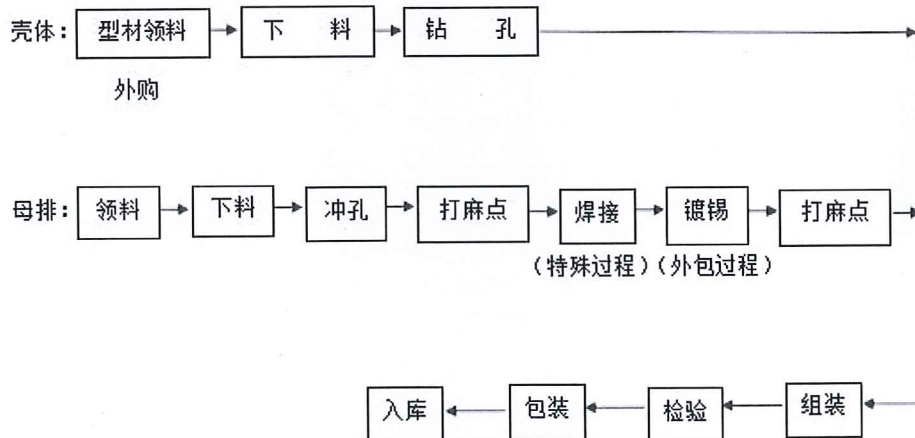 壳体: 型材领料 下料 钻孔
外购
母排: 领料 下料 冲孔 打麻点 焊接 镀锡 打麻点
(特殊过程) (外包过程)
入库 包装 检验 组装